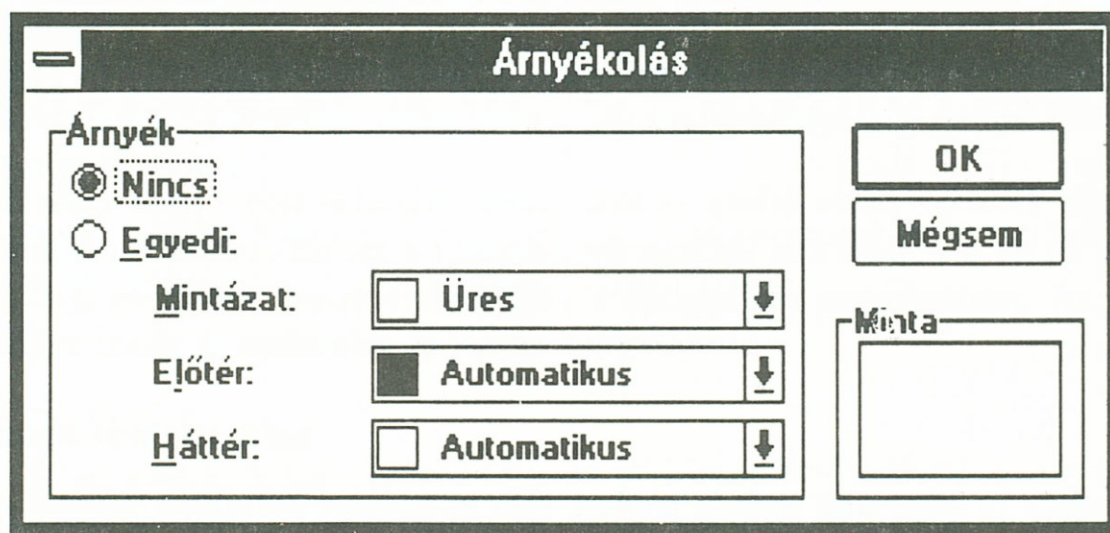 Árnyékolás
Árnyék
Nincs
Egyedi:
Mintázat: Üres
Előtér: Automatikus
Háttér: Automatikus
OK
Mégsem
Minta